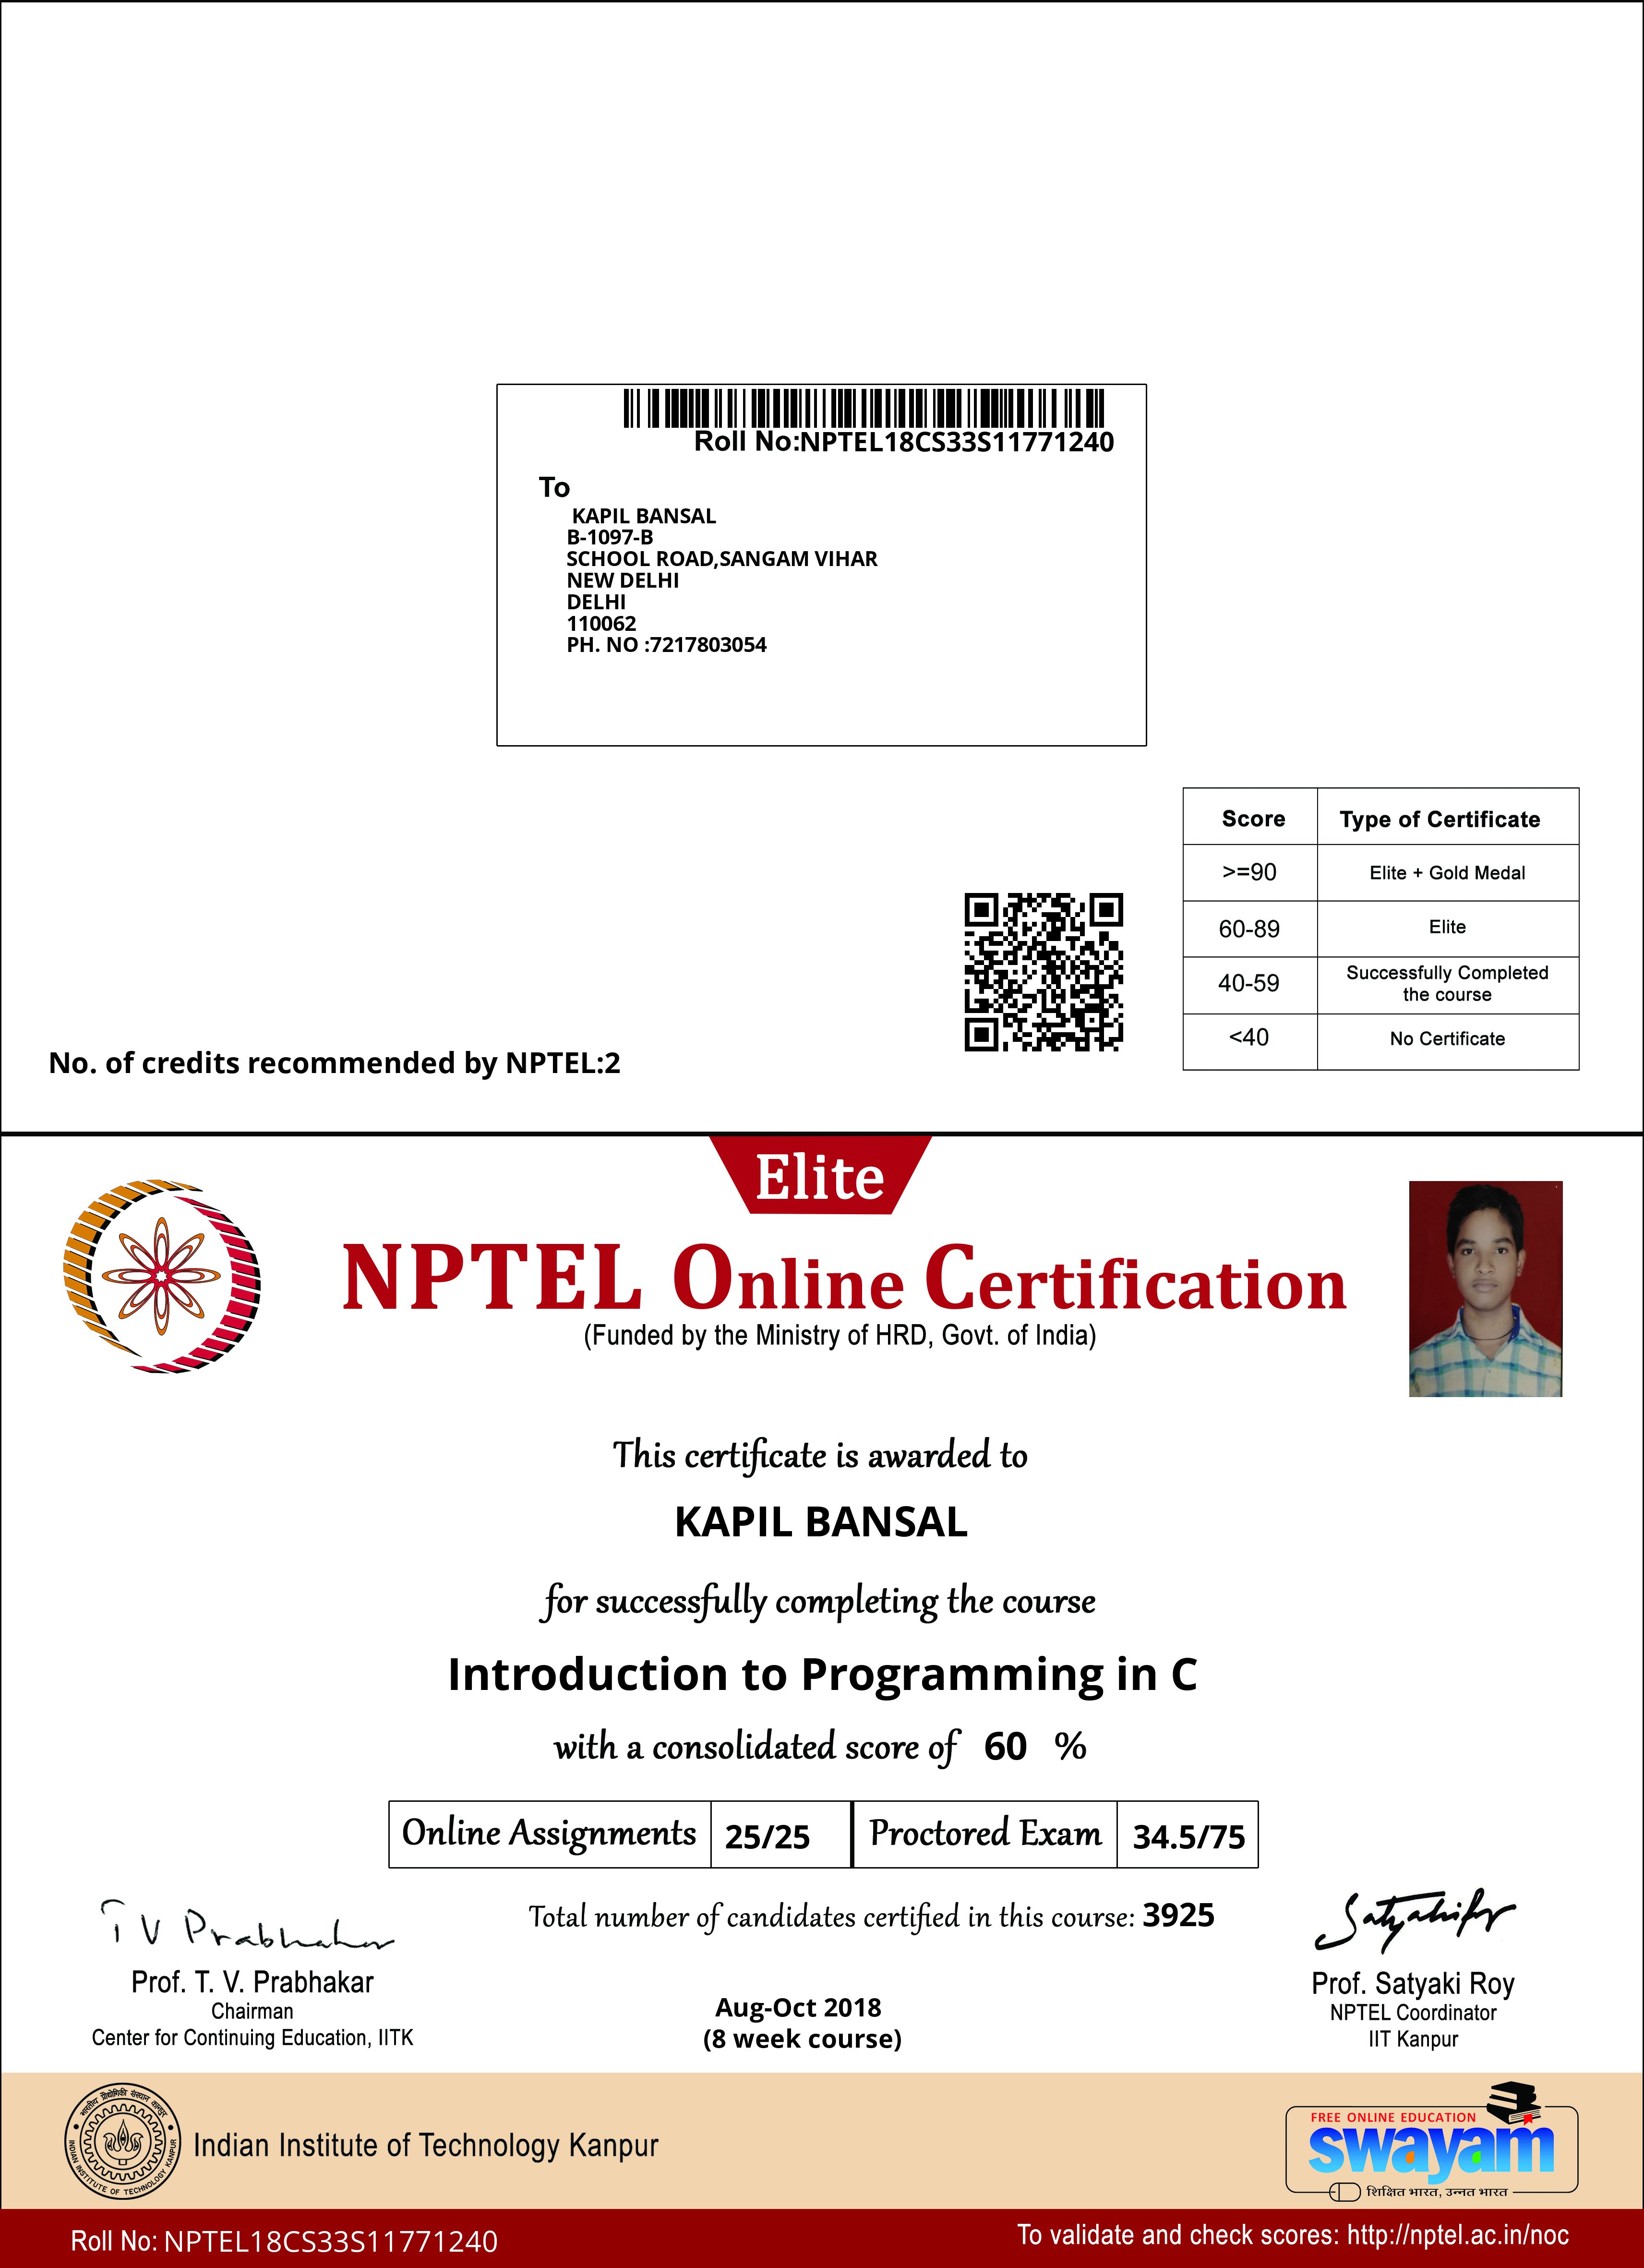 Roll No:NPTEL18CS33S11771240
To
KAPIL BANSAL
B-1097-B
SCHOOL ROAD,SANGAM VIHAR
NEW DELHI
DELHI
110062
PH. NO :7217803054
Score Type of Certificate
>=90 Elite + Gold Medal
60-89 Elite
40-59 Successfully Completed
the course
<40 No Certificate
No. of credits recommended by NPTEL:2
Elite
NPTEL Online Certification
(Funded by the Ministry of HRD, Govt. of India)
This certificate is awarded to
KAPIL BANSAL
for successfully completing the course
Introduction to Programming in C
with a consolidated score of 60 %
Online Assignments 25/25 Proctored Exam 34.5/75
Total number of candidates certified in this course: 3925
T V Prabhakar
Prof. T. V. Prabhakar
Chairman
Center for Continuing Education, IITK
Aug-Oct 2018
(8 week course)
Prof. Satyaki Roy
NPTEL Coordinator
IIT Kanpur
भारतीय प्रौद्योगिकी संस्थान कानपुर
INDIAN INSTITUTE OF TECHNOLOGY KANPUR
Indian Institute of Technology Kanpur
FREE ONLINE EDUCATION
swayam
शिक्षित भारत, उन्नत भारत
Roll No: NPTEL18CS33S11771240
To validate and check scores: http://nptel.ac.in/noc